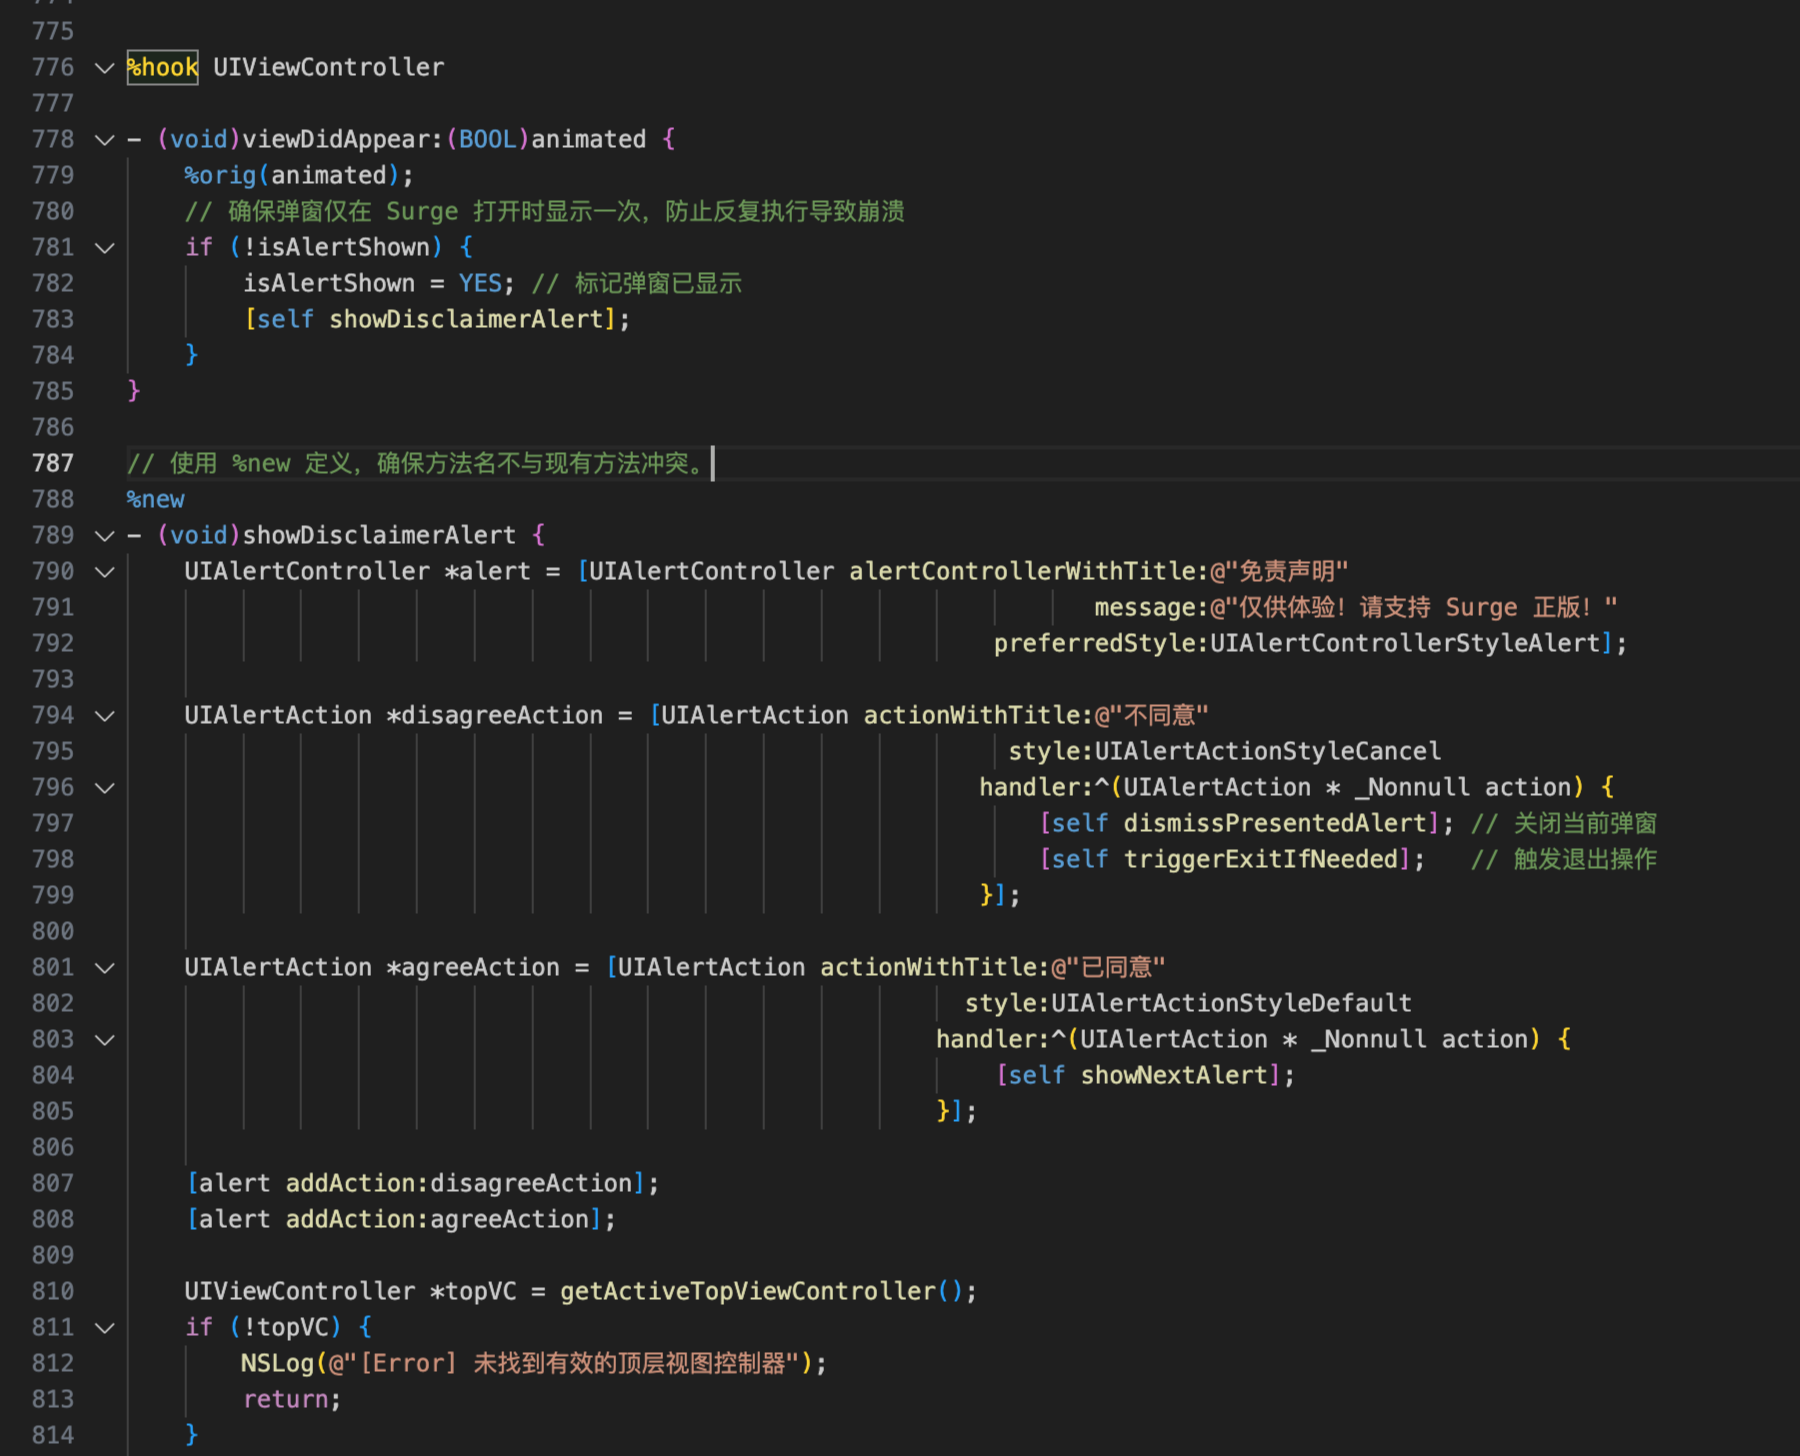 775
776 %hook UIViewController
777
778 - (void)viewDidAppear:(BOOL)animated {
779 %orig(animated);
780 // 确保弹窗仅在 Surge 打开时显示一次，防止反复执行导致崩溃
781 if (!isAlertShown) {
782 isAlertShown = YES; // 标记弹窗已显示
783 [self showDisclaimerAlert];
784 }
785 }
786
787 // 使用 %new 定义，确保方法名不与现有方法冲突。
788 %new
789 - (void)showDisclaimerAlert {
790 UIAlertController *alert = [UIAlertController alertControllerWithTitle:@"免责声明"
791 message:@"仅供体验！请支持 Surge 正版！"
792 preferredStyle:UIAlertControllerStyleAlert];
793
794 UIAlertAction *disagreeAction = [UIAlertAction actionWithTitle:@"不同意"
795 style:UIAlertActionStyleCancel
796 handler:^(UIAlertAction * _Nonnull action) {
797 [self dismissPresentedAlert]; // 关闭当前弹窗
798 [self triggerExitIfNeeded]; // 触发退出操作
799 }];
800
801 UIAlertAction *agreeAction = [UIAlertAction actionWithTitle:@"已同意"
802 style:UIAlertActionStyleDefault
803 handler:^(UIAlertAction * _Nonnull action) {
804 [self showNextAlert];
805 }];
806
807 [alert addAction:disagreeAction];
808 [alert addAction:agreeAction];
809
810 UIViewController *topVC = getActiveTopViewController();
811 if (!topVC) {
812 NSLog(@"[Error] 未找到有效的顶层视图控制器");
813 return;
814 }